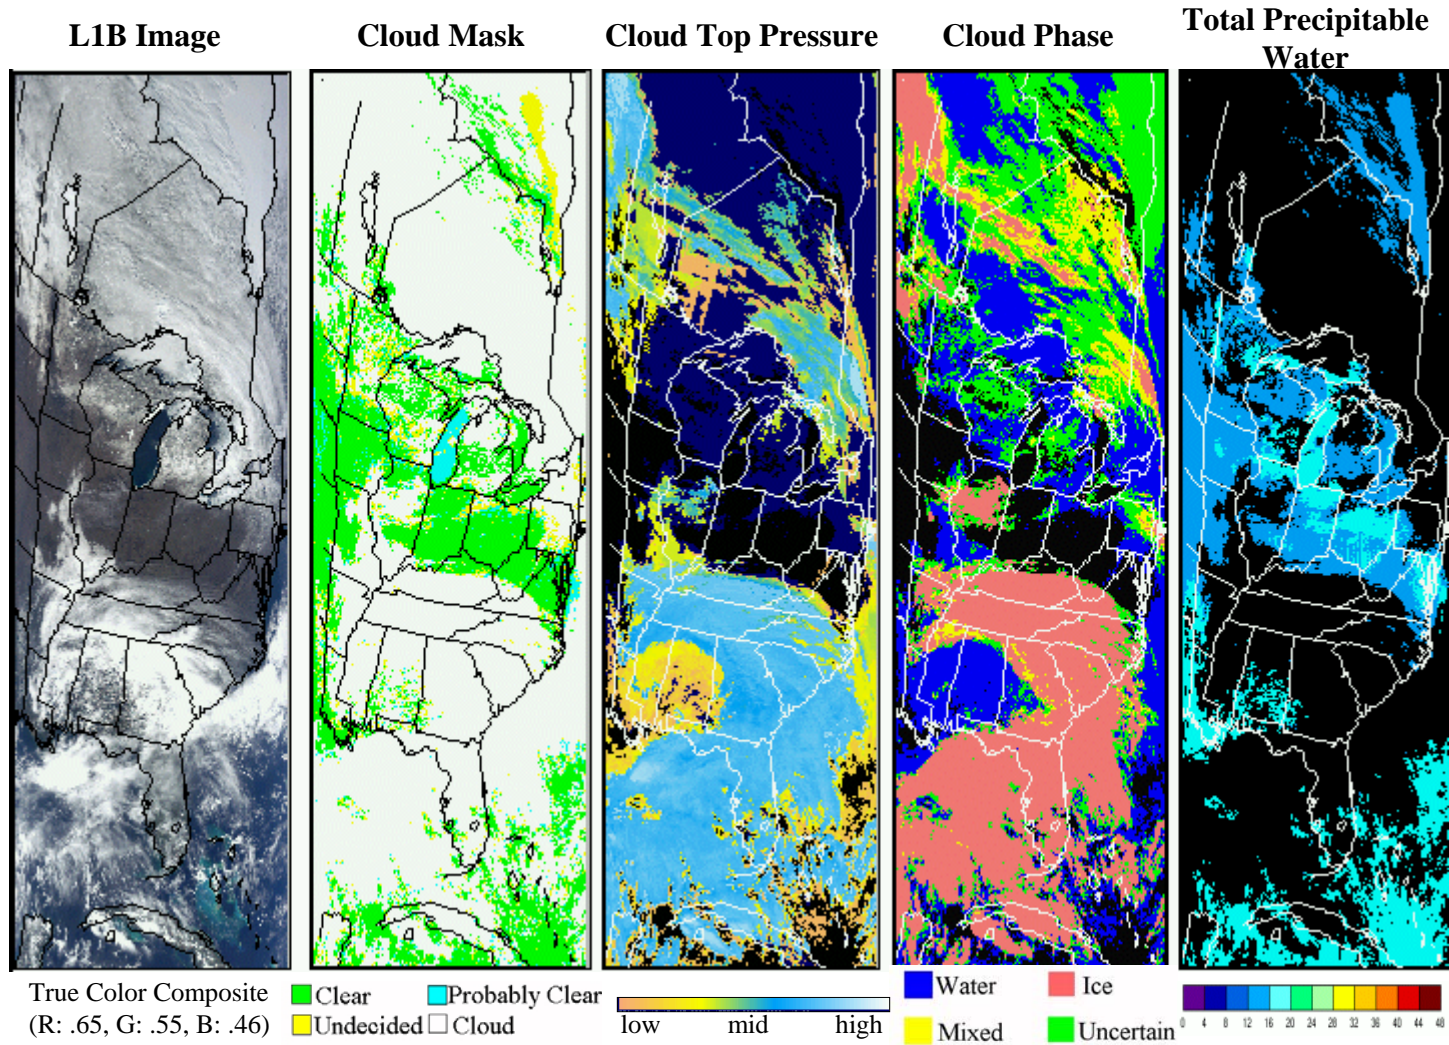 L1B Image
Cloud Mask
Cloud Top Pressure
Cloud Phase
Total Precipitable
Water
True Color Composite
(R: .65, G: .55, B: .46)
Clear
Probably Clear
Undecided
Cloud
low mid high
Water
Ice
Mixed
Uncertain
0 4 8 12 16 20 24 28 32 36 40 44 48